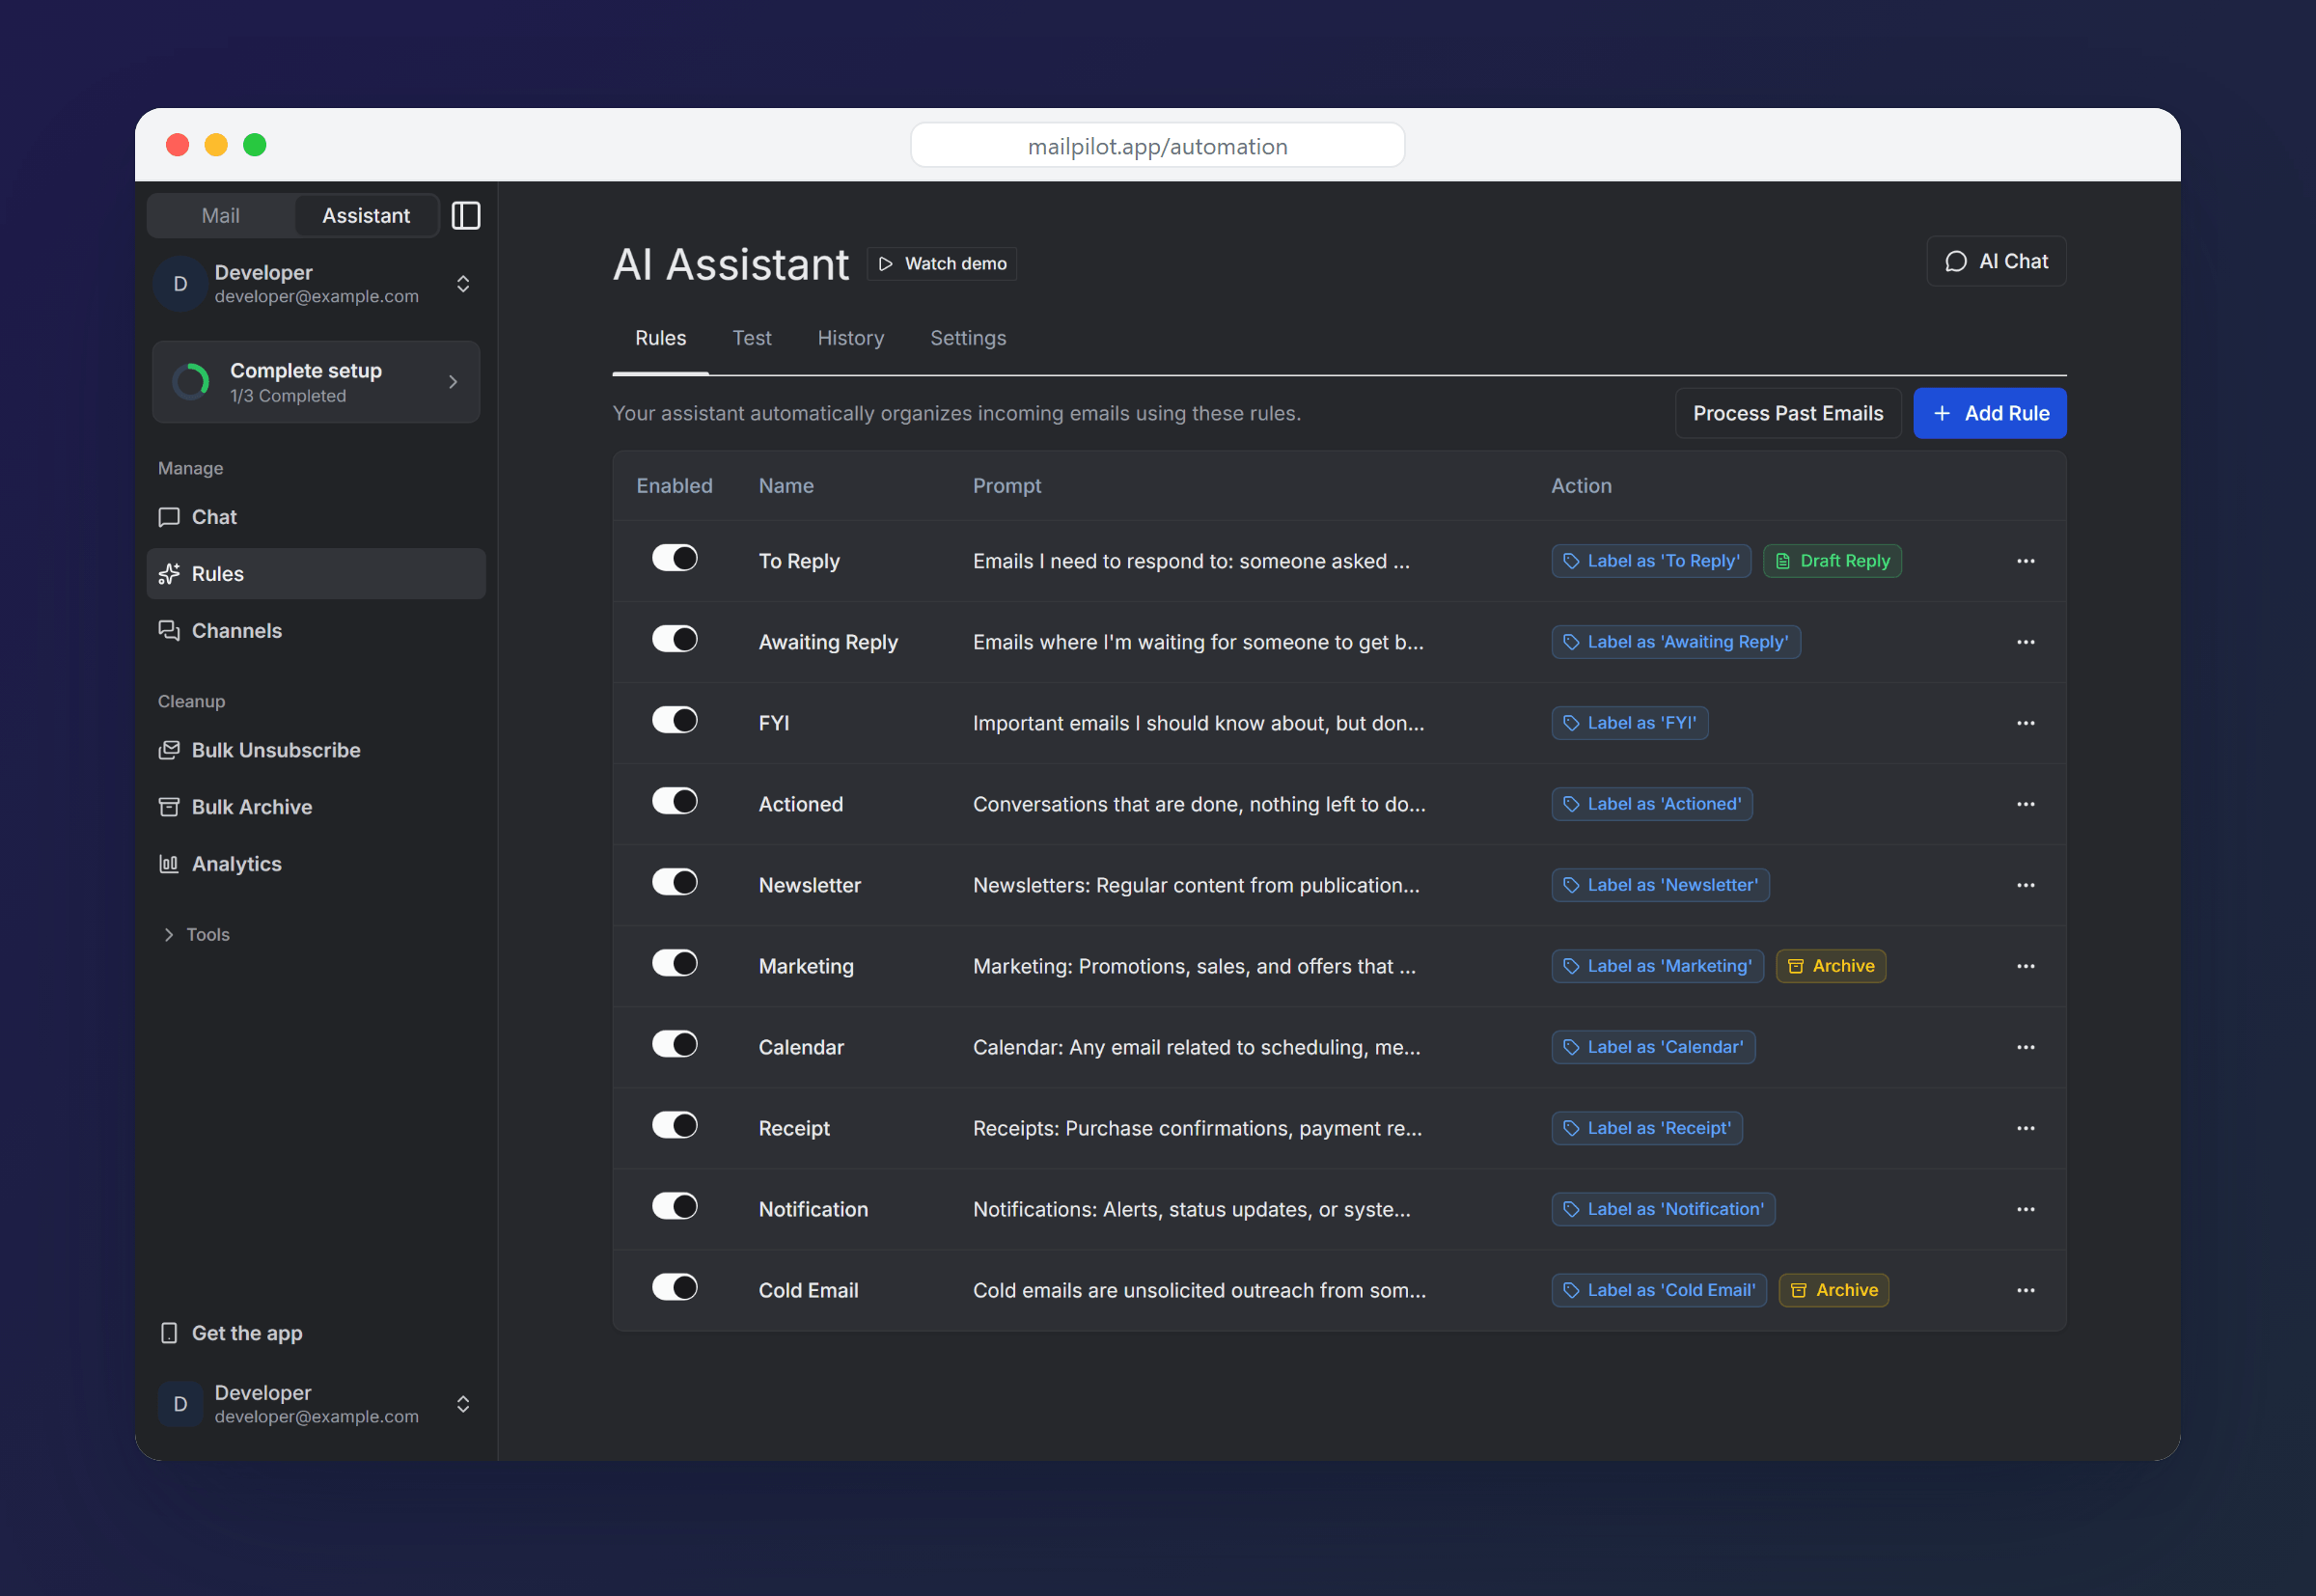 mailpilot.app/automation
Mail
Assistant
D
Developer
developer@example.com
Complete setup
1/3 Completed
Manage
Chat
Rules
Channels
Cleanup
Bulk Unsubscribe
Bulk Archive
Analytics
Tools
Get the app
D
Developer
developer@example.com
AI Assistant
Watch demo
AI Chat
Rules
Test
History
Settings
Your assistant automatically organizes incoming emails using these rules.
Process Past Emails
Add Rule
Enabled Name Prompt Action
To Reply Emails I need to respond to: someone asked ... Label as 'To Reply' Draft Reply
Awaiting Reply Emails where I'm waiting for someone to get b... Label as 'Awaiting Reply'
FYI Important emails I should know about, but don... Label as 'FYI'
Actioned Conversations that are done, nothing left to do... Label as 'Actioned'
Newsletter Newsletters: Regular content from publication... Label as 'Newsletter'
Marketing Marketing: Promotions, sales, and offers that ... Label as 'Marketing' Archive
Calendar Calendar: Any email related to scheduling, me... Label as 'Calendar'
Receipt Receipts: Purchase confirmations, payment re... Label as 'Receipt'
Notification Notifications: Alerts, status updates, or syste... Label as 'Notification'
Cold Email Cold emails are unsolicited outreach from som... Label as 'Cold Email' Archive